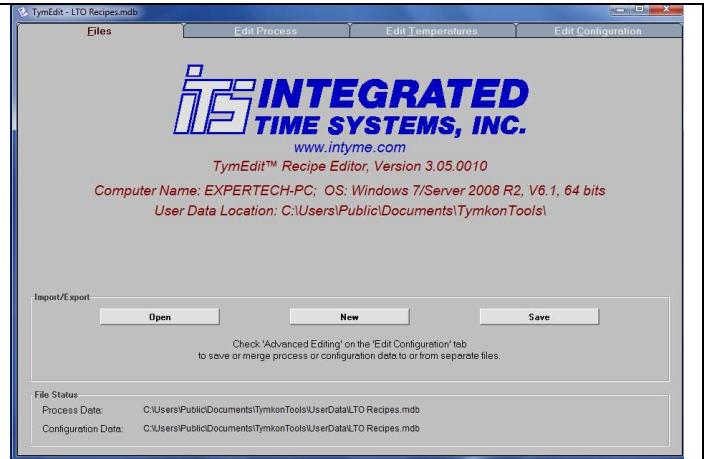 TymEdit - LTO Recipes.mdb
Files Edit Process Edit Temperatures Edit Configuration
iTS INTEGRATED
TIME SYSTEMS, INC.
www.intyme.com
TymEdit™ Recipe Editor, Version 3.05.0010
Computer Name: EXPERTECH-PC; OS: Windows 7/Server 2008 R2, V6.1, 64 bits
User Data Location: C:\Users\Public\Documents\TymkonTools\
Import/Export
Open New Save
Check 'Advanced Editing' on the 'Edit Configuration' tab
to save or merge process or configuration data to or from separate files.
File Status
Process Data: C:\Users\Public\Documents\TymkonTools\UserData\LTO Recipes.mdb
Configuration Data: C:\Users\Public\Documents\TymkonTools\UserData\LTO Recipes.mdb